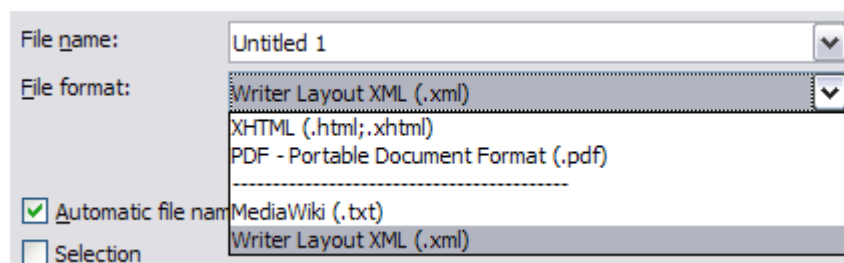 File name:
Untitled 1
File format:
Writer Layout XML (.xml)
XHTML (.html;.xhtml)
PDF - Portable Document Format (.pdf)
------------------------------------------
Automatic file nam
MediaWiki (.txt)
Writer Layout XML (.xml)
Selection